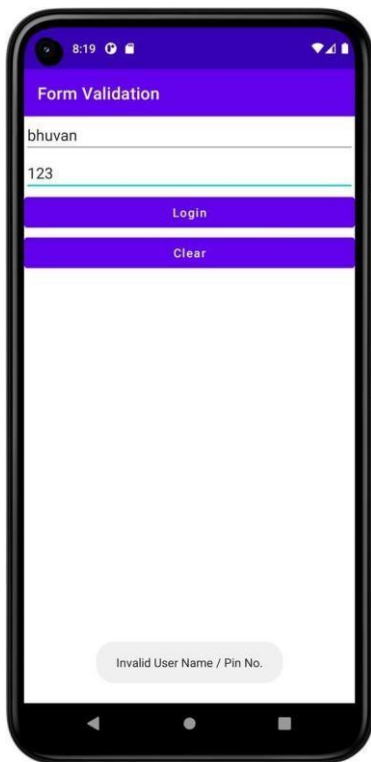 8:19
Form Validation
bhuvan
123
Login
Clear
Invalid User Name / Pin No.